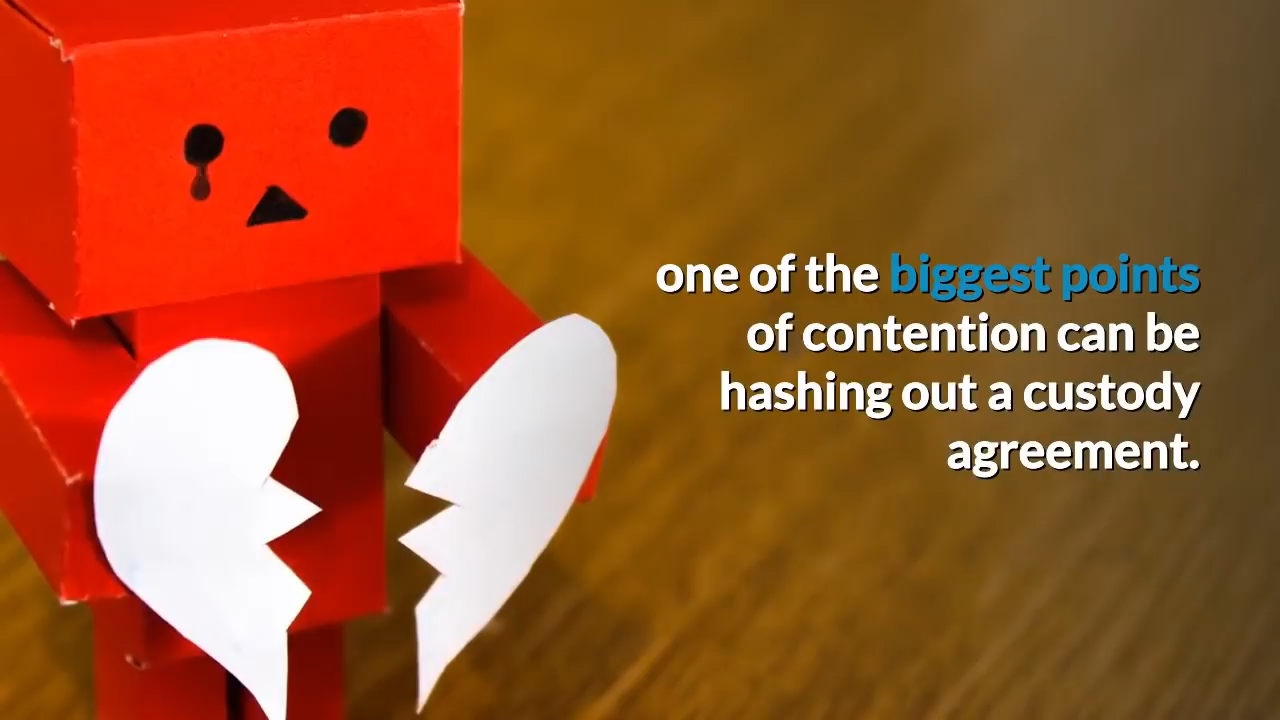 one of the biggest points
of contention can be
hashing out a custody
agreement.